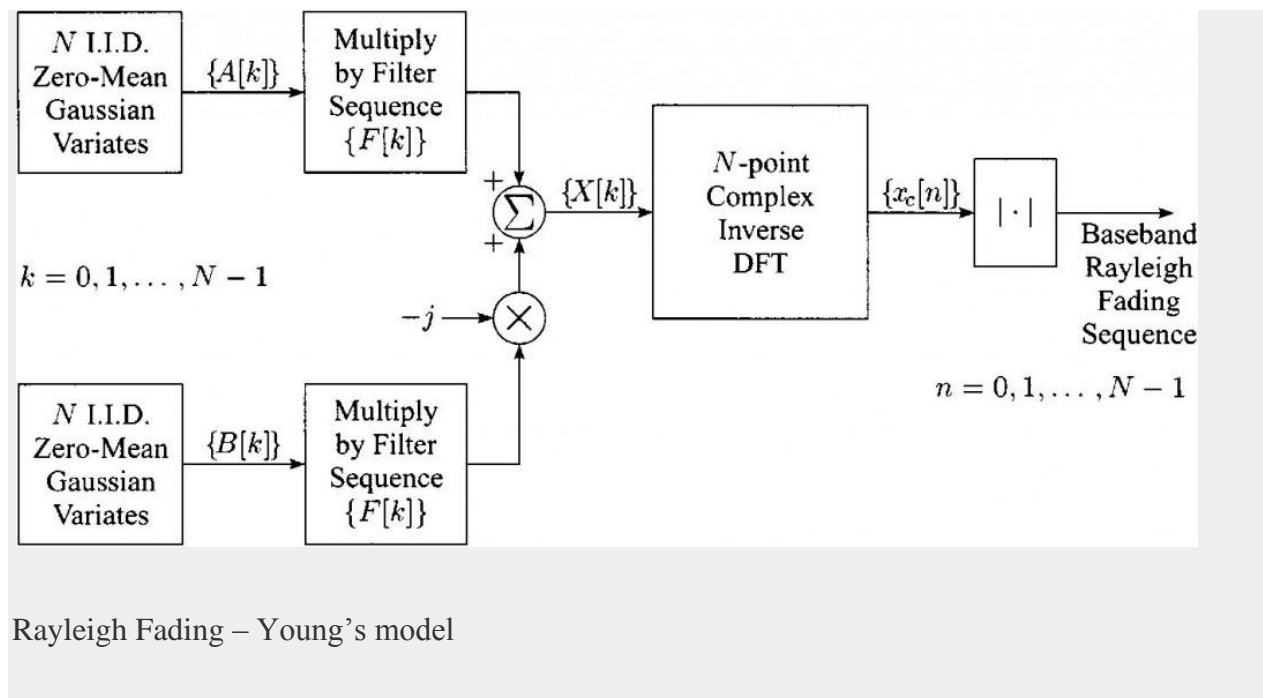 N I.I.D.
Zero-Mean
Gaussian
Variates
{A[k]}
Multiply
by Filter
Sequence
{F[k]}
+
Σ
+
{X[k]}
N-point
Complex
Inverse
DFT
{x_c[n]}
| · |
Baseband
Rayleigh
Fading
Sequence
k = 0, 1, . . . , N − 1
−j
×
n = 0, 1, . . . , N − 1
N I.I.D.
Zero-Mean
Gaussian
Variates
{B[k]}
Multiply
by Filter
Sequence
{F[k]}
Rayleigh Fading – Young's model